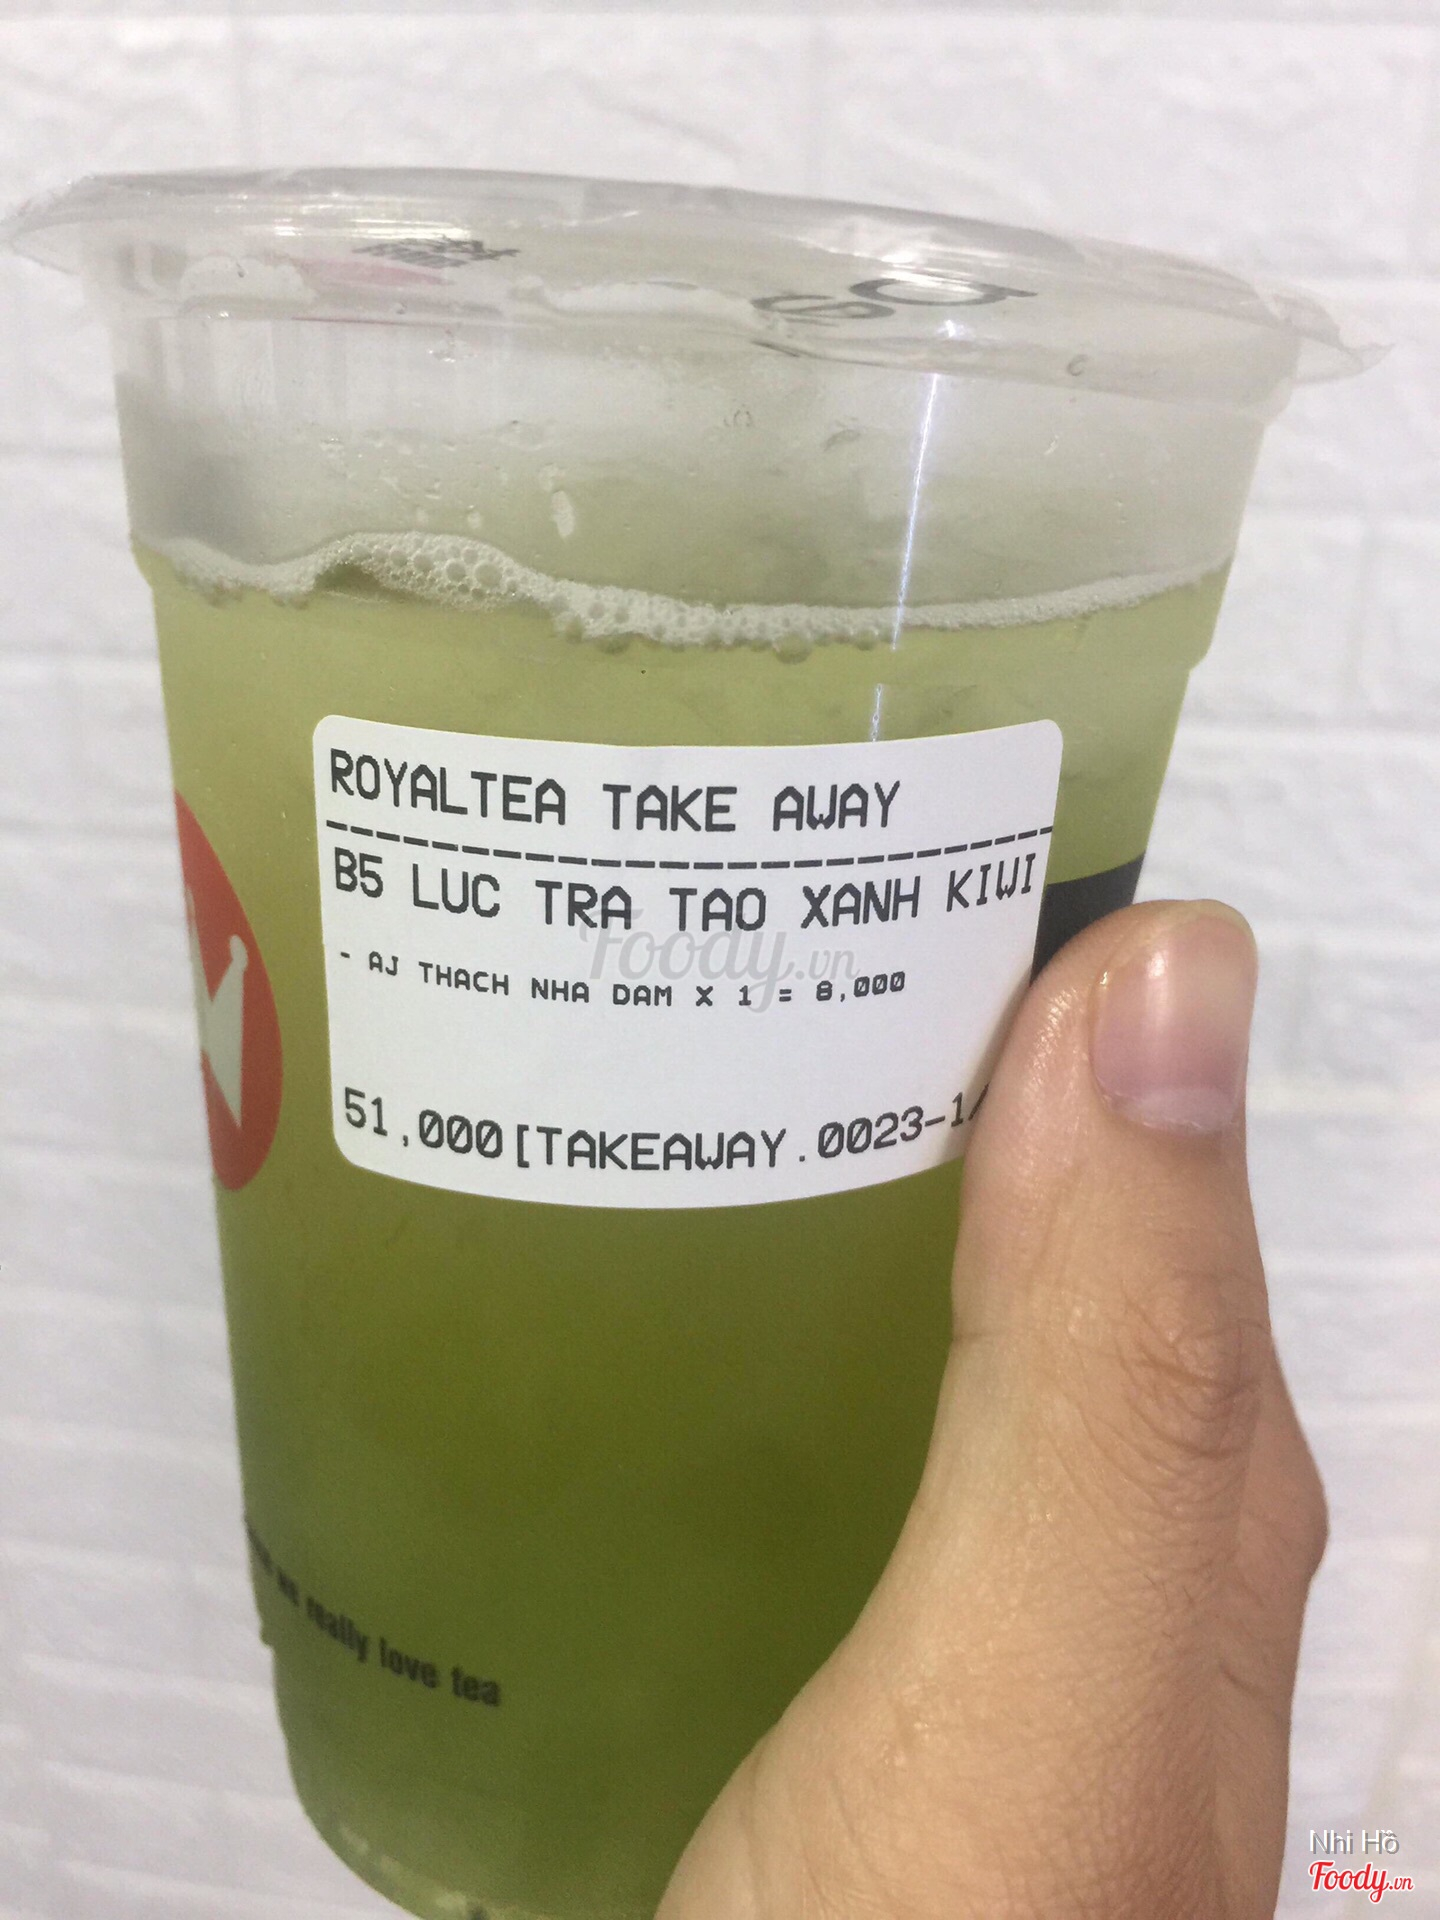 ROYALTEA TAKE AWAY
B5 LUC TRA TAO XANH KIWI
- AJ THACH NHA DAM X 1 = 8,000
51,000[TAKEAWAY.0023-1/
we really love tea
Foody.vn
Nhi Hồ
Foody.vn